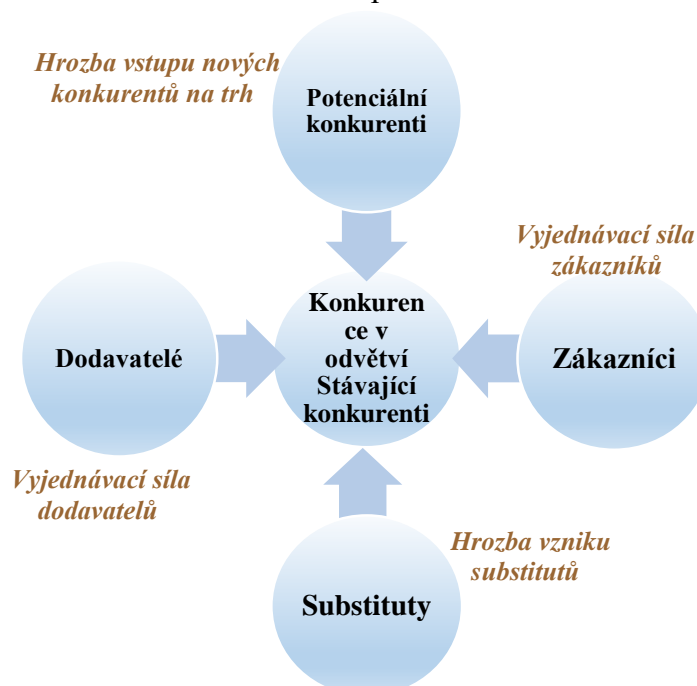 Hrozba vstupu nových
konkurentů na trh
Potenciální
konkurenti
Vyjednávací síla
zákazníků
Dodavatelé
Konkuren
ce v
odvětví
Stávající
konkurenti
Zákazníci
Vyjednávací síla
dodavatelů
Hrozba vzniku
substitutů
Substituty